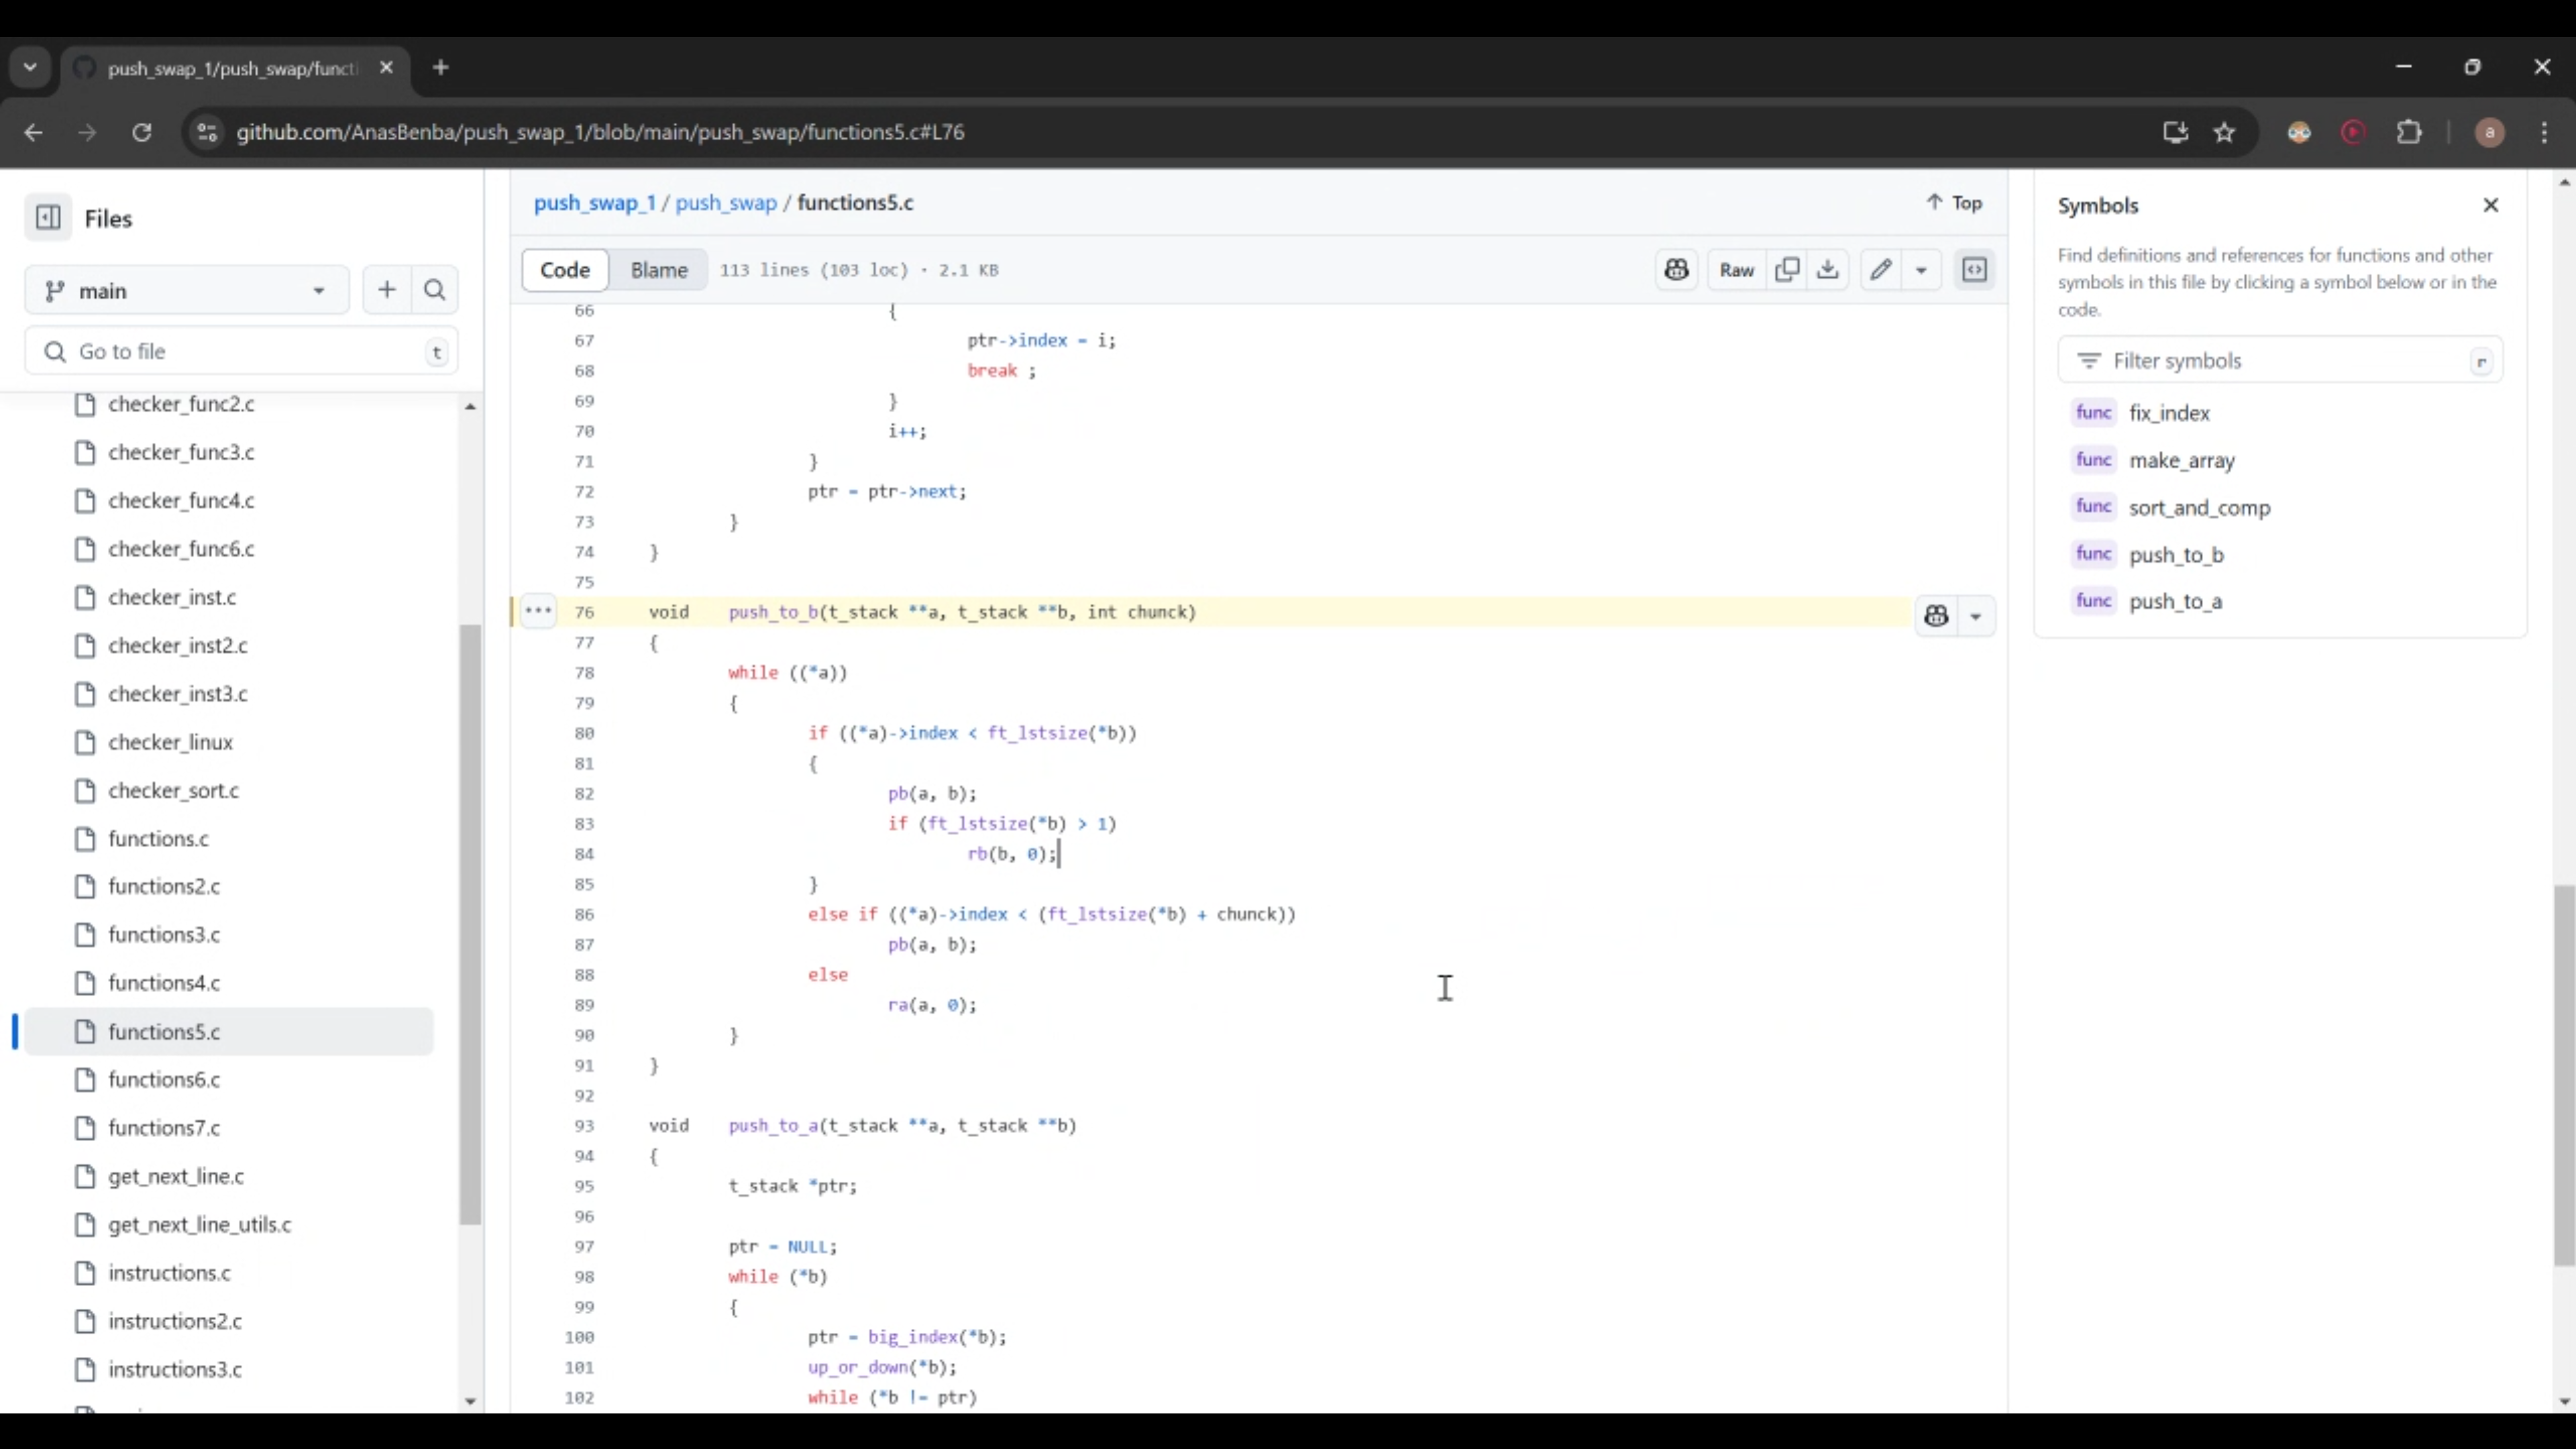 push_swap_1/push_swap/functi
github.com/AnasBenba/push_swap_1/blob/main/push_swap/functions5.c#L76
a
Files
main
Go to file
t
checker_func2.c
checker_func3.c
checker_func4.c
checker_func6.c
checker_inst.c
checker_inst2.c
checker_inst3.c
checker_linux
checker_sort.c
functions.c
functions2.c
functions3.c
functions4.c
functions5.c
functions6.c
functions7.c
get_next_line.c
get_next_line_utils.c
instructions.c
instructions2.c
instructions3.c
push_swap_1 / push_swap / functions5.c
Top
Code Blame 113 lines (103 loc) · 2.1 KB
Raw
66 {
67 ptr->index = i;
68 break ;
69 }
70 i++;
71 }
72 ptr = ptr->next;
73 }
74 }
75
76 void push_to_b(t_stack **a, t_stack **b, int chunck)
77 {
78 while ((*a))
79 {
80 if ((*a)->index < ft_lstsize(*b))
81 {
82 pb(a, b);
83 if (ft_lstsize(*b) > 1)
84 rb(b, 0);
85 }
86 else if ((*a)->index < (ft_lstsize(*b) + chunck))
87 pb(a, b);
88 else
89 ra(a, 0);
90 }
91 }
92
93 void push_to_a(t_stack **a, t_stack **b)
94 {
95 t_stack *ptr;
96
97 ptr = NULL;
98 while (*b)
99 {
100 ptr = big_index(*b);
101 up_or_down(*b);
102 while (*b != ptr)
Symbols
Find definitions and references for functions and other
symbols in this file by clicking a symbol below or in the
code.
Filter symbols
r
func fix_index
func make_array
func sort_and_comp
func push_to_b
func push_to_a